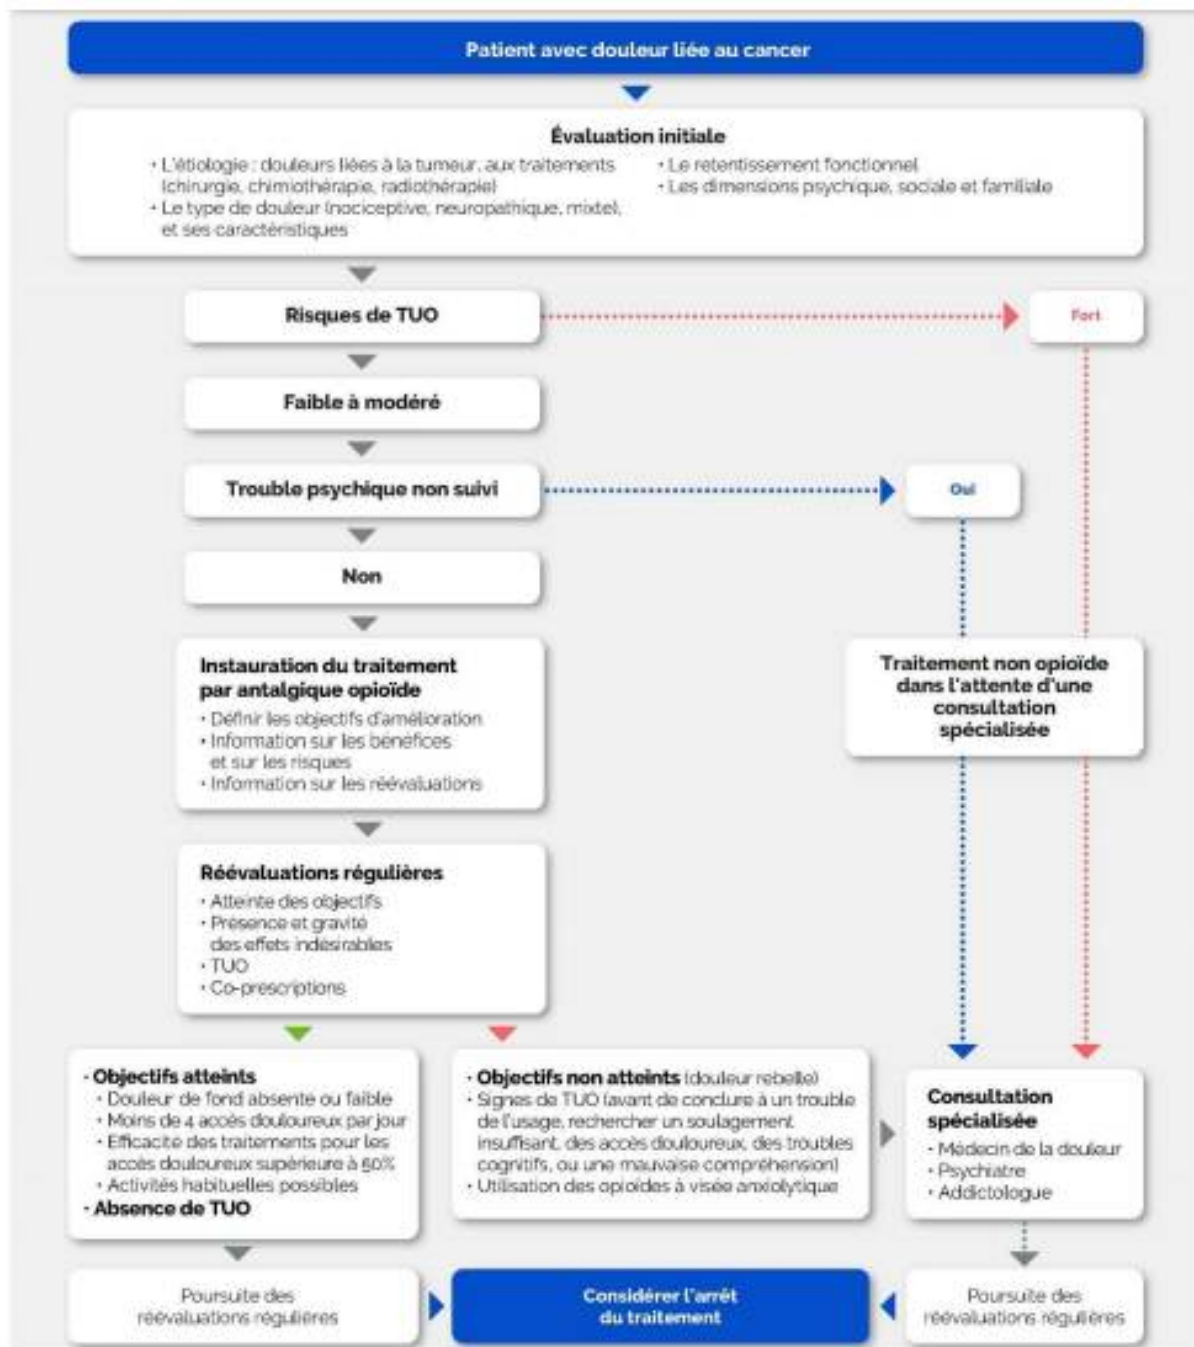 Patient avec douleur liée au cancer
Évaluation initiale
• L'étiologie : douleurs liées à la tumeur, aux traitements
(chirurgie, chimiothérapie, radiothérapie)
• Le type de douleur (nociceptive, neuropathique, mixte),
et ses caractéristiques
• Le retentissement fonctionnel
• Les dimensions psychique, sociale et familiale
Risques de TUO
Fort
Faible à modéré
Trouble psychique non suivi
Oui
Non
Instauration du traitement
par antalgique opioïde
• Définir les objectifs d'amélioration
• Information sur les bénéfices
et sur les risques
• Information sur les réévaluations
Traitement non opioïde
dans l'attente d'une
consultation
spécialisée
Réévaluations régulières
• Atteinte des objectifs
• Présence et gravité
des effets indésirables
• TUO
• Co-prescriptions
• Objectifs atteints
• Douleur de fond absente ou faible
• Moins de 4 accès douloureux par jour
• Efficacité des traitements pour les
accès douloureux supérieure à 50%
• Activités habituelles possibles
• Absence de TUO
• Objectifs non atteints (douleur rebelle)
• Signes de TUO (avant de conclure à un trouble
de l'usage, rechercher un soulagement
insuffisant, des accès douloureux, des troubles
cognitifs, ou une mauvaise compréhension)
• Utilisation des opioïdes à visée anxiolytique
Consultation
spécialisée
• Médecin de la douleur
• Psychiatre
• Addictologue
Poursuite des
réévaluations régulières
Considérer l'arrêt
du traitement
Poursuite des
réévaluations régulières